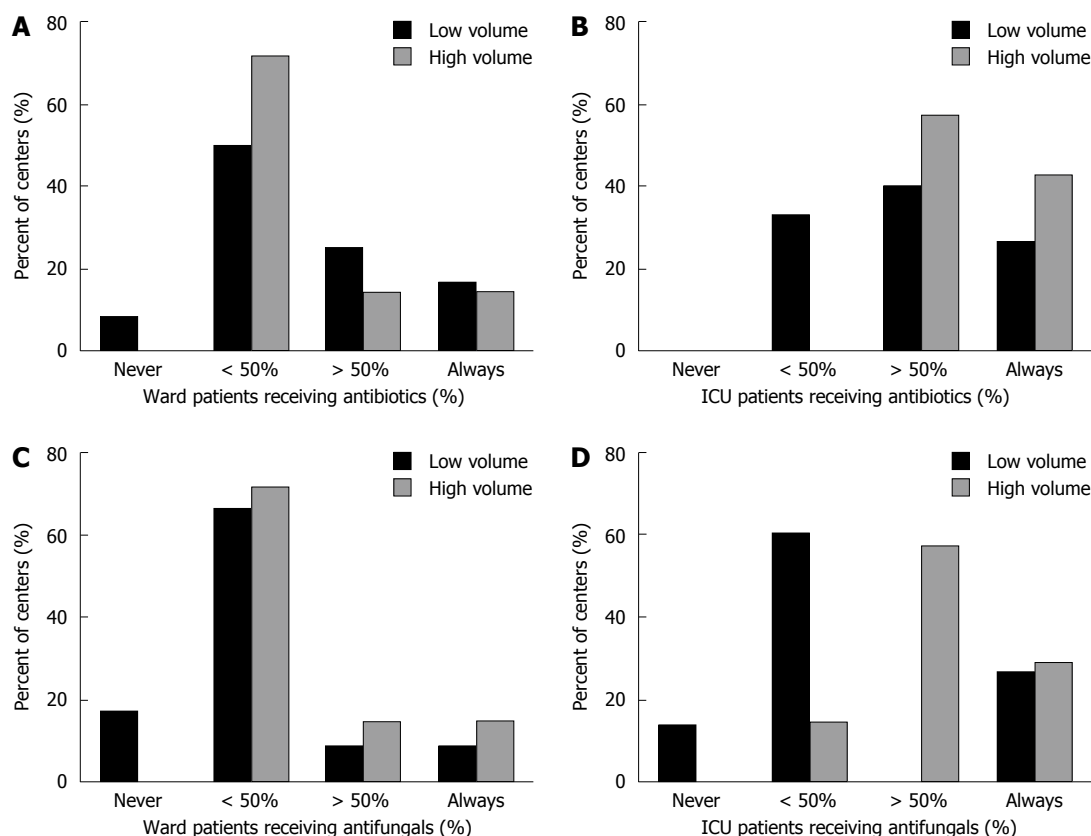 A
Low volume
High volume
Percent of centers (%)
80
60
40
20
0
Never < 50% > 50% Always
Ward patients receiving antibiotics (%)
B
Low volume
High volume
Percent of centers (%)
80
60
40
20
0
Never < 50% > 50% Always
ICU patients receiving antibiotics (%)
C
Low volume
High volume
Percent of centers (%)
80
60
40
20
0
Never < 50% > 50% Always
Ward patients receiving antifungals (%)
D
Low volume
High volume
Percent of centers (%)
80
60
40
20
0
Never < 50% > 50% Always
ICU patients receiving antifungals (%)